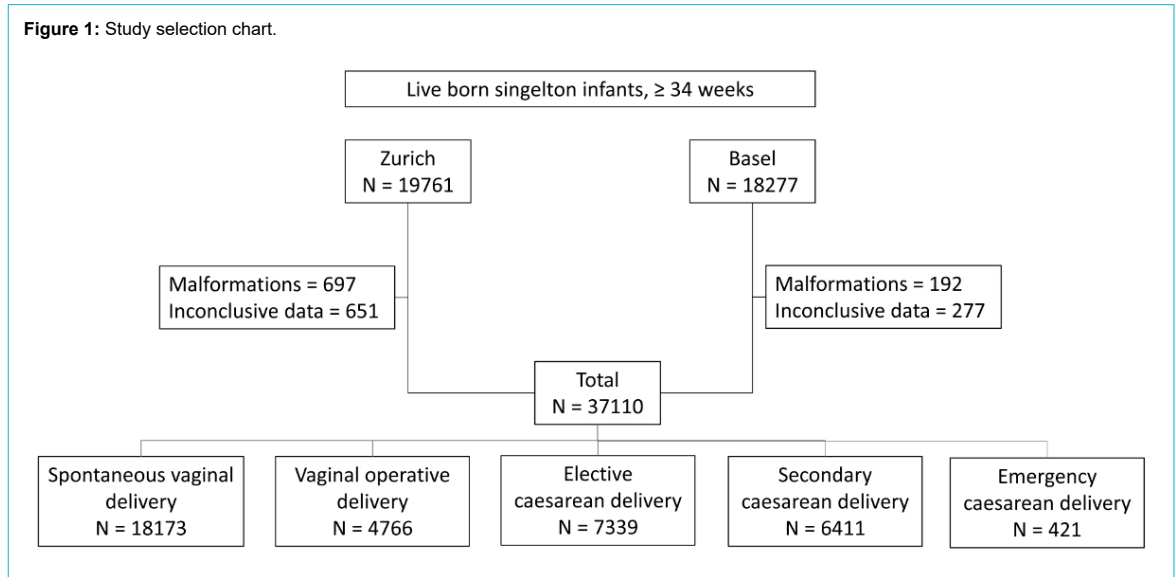 Figure 1: Study selection chart.
Live born singelton infants, ≥ 34 weeks
Zurich
N = 19761
Basel
N = 18277
Malformations = 697
Inconclusive data = 651
Malformations = 192
Inconclusive data = 277
Total
N = 37110
Spontaneous vaginal
delivery
N = 18173
Vaginal operative
delivery
N = 4766
Elective
caesarean delivery
N = 7339
Secondary
caesarean delivery
N = 6411
Emergency
caesarean delivery
N = 421